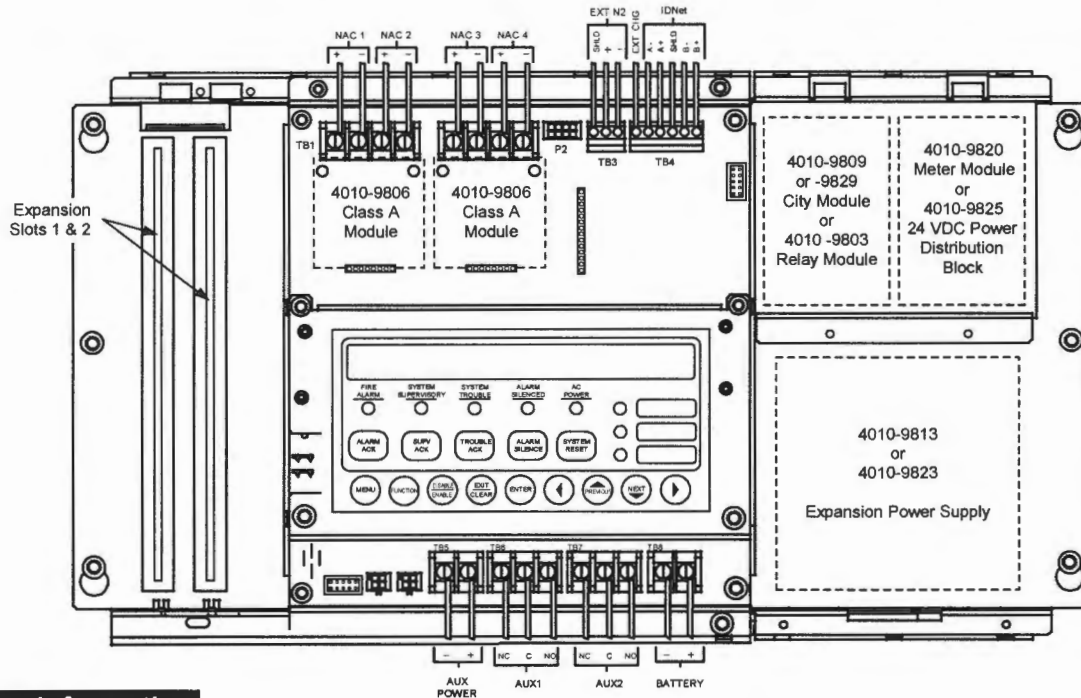 EXT N2
IDNet
NAC 1
NAC 2
NAC 3
NAC 4
+ − + − + − + −
SHLD
+
-
EXT CHG
A-
A+
SHLD
B-
B+
TB1
P2
TB3
TB4
4010-9806
Class A
Module
4010-9806
Class A
Module
Expansion
Slots 1 & 2
4010-9809
or -9829
City Module
or
4010 -9803
Relay Module
4010-9820
Meter Module
or
4010-9825
24 VDC Power
Distribution
Block
FIRE
ALARM
SYSTEM
SUPERVISORY
SYSTEM
TROUBLE
ALARM
SILENCED
AC
POWER
ALARM
ACK
SUPV
ACK
TROUBLE
ACK
ALARM
SILENCE
SYSTEM
RESET
MENU
FUNCTION
DISABLE
ENABLE
EXIT
CLEAR
ENTER
PREVIOUS
NEXT
4010-9813
or
4010-9823
Expansion Power Supply
TB5
TB6
TB7
TB8
− +
NC C NO
NC C NO
− +
AUX
POWER
AUX1
AUX2
BATTERY